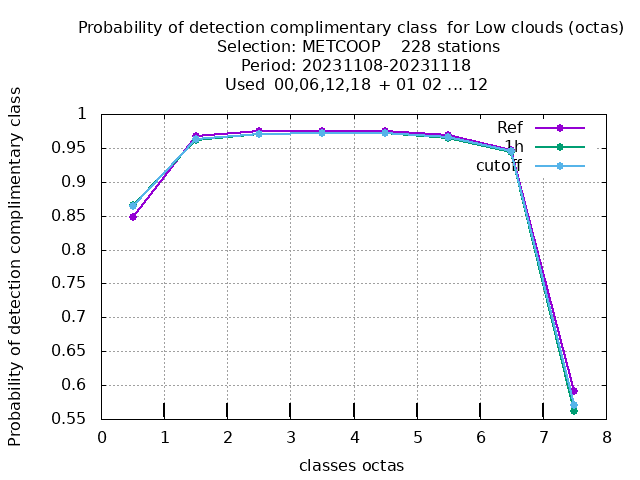 Probability of detection complimentary class  for Low clouds (octas)
Selection: METCOOP    228 stations
Period: 20231108-20231118
Used  00,06,12,18 + 01 02 ... 12
Probability of detection complimentary class
1
0.95
0.9
0.85
0.8
0.75
0.7
0.65
0.6
0.55
Ref
1h
cutoff
0 1 2 3 4 5 6 7 8
classes octas